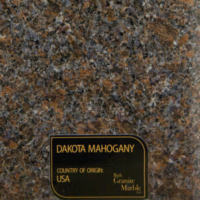 DAKOTA MAHOGANY
COUNTRY OF ORIGIN:
USA
Granite
Marble